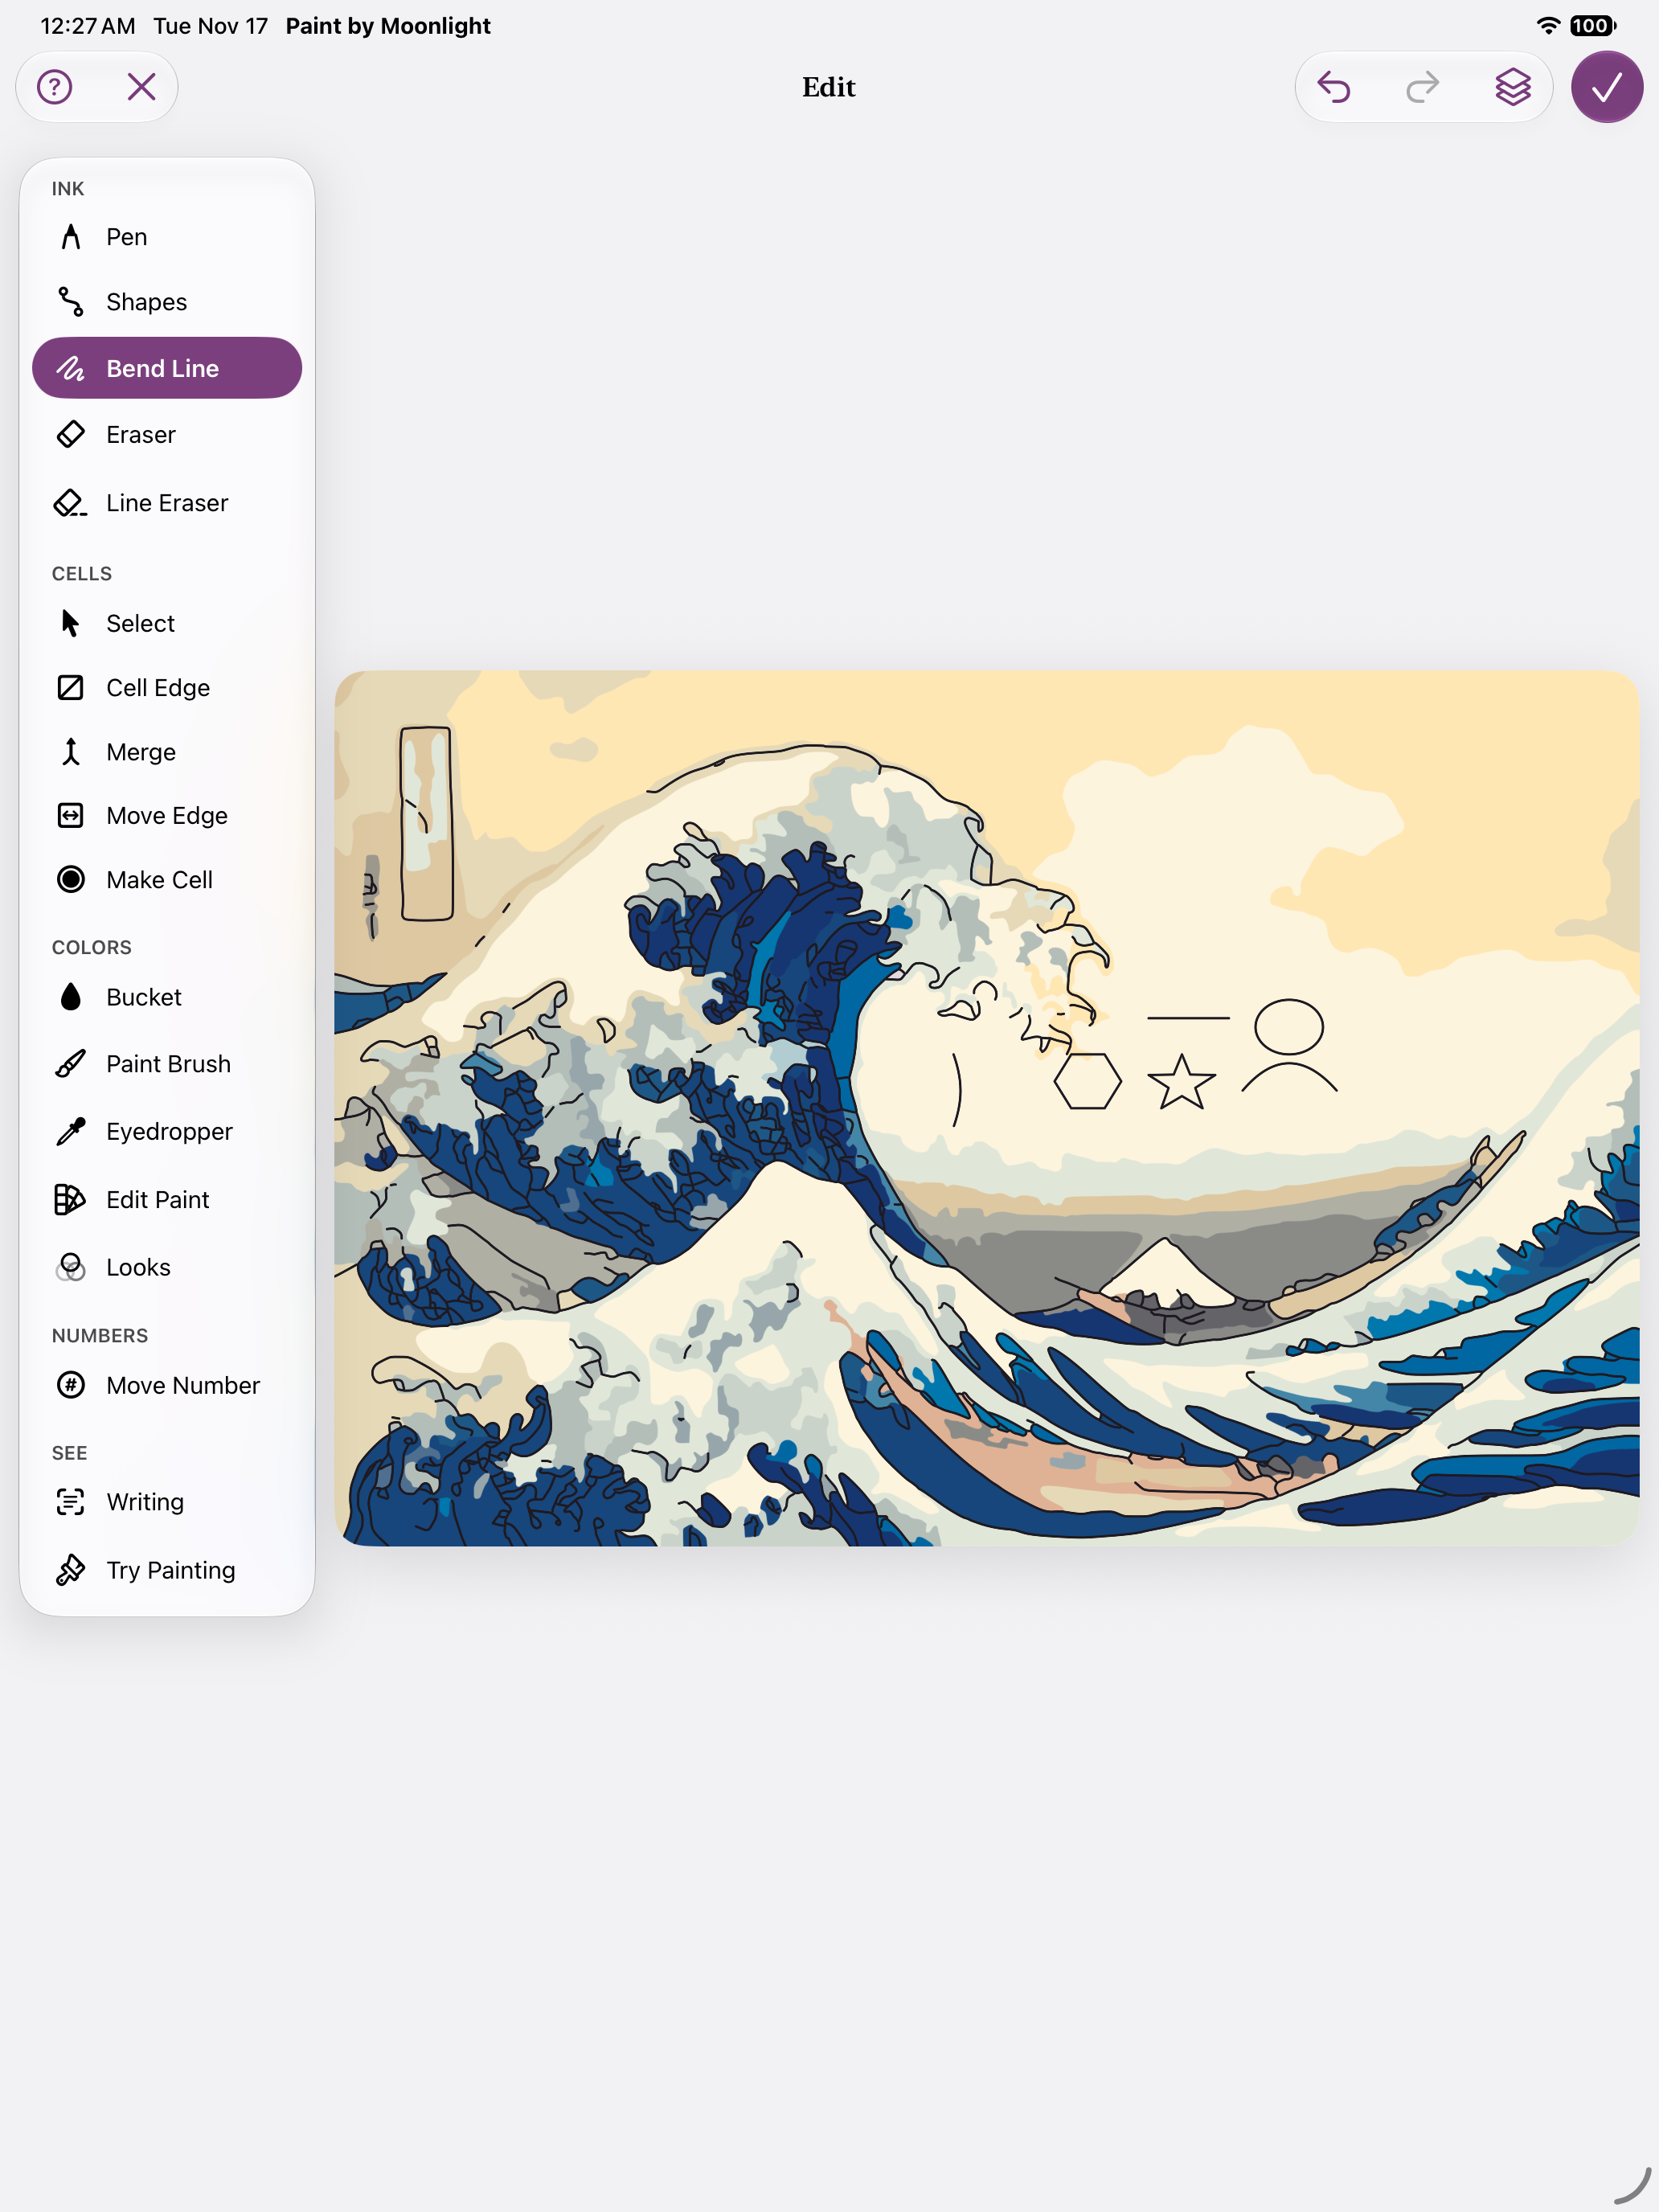 12:27 AM Tue Nov 17 Paint by Moonlight
100
Edit
INK
Pen
Shapes
Bend Line
Eraser
Line Eraser
CELLS
Select
Cell Edge
Merge
Move Edge
Make Cell
COLORS
Bucket
Paint Brush
Eyedropper
Edit Paint
Looks
NUMBERS
Move Number
SEE
Writing
Try Painting